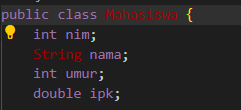 public class Mahasiswa {
int nim;
String nama;
int umur;
double ipk;